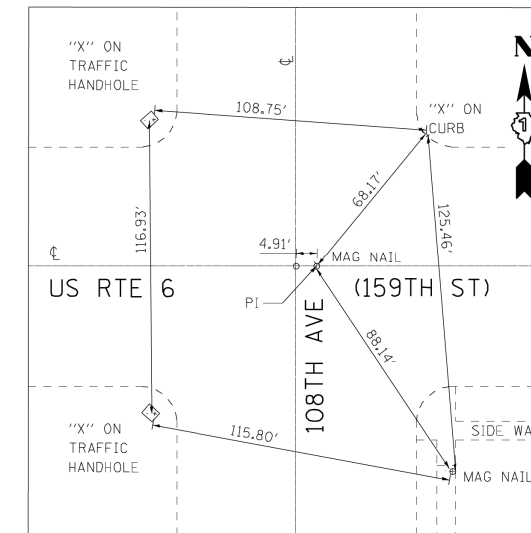 "X" ON
TRAFFIC
HANDHOLE
℄
N
108.75'
"X" ON
CURB
1
68.17'
116.93'
125.46'
4.91'
℄
MAG NAIL
US RTE 6
(159TH ST)
PI
108TH AVE
88.14'
"X" ON
TRAFFIC
HANDHOLE
115.80'
SIDE WA
MAG NAIL